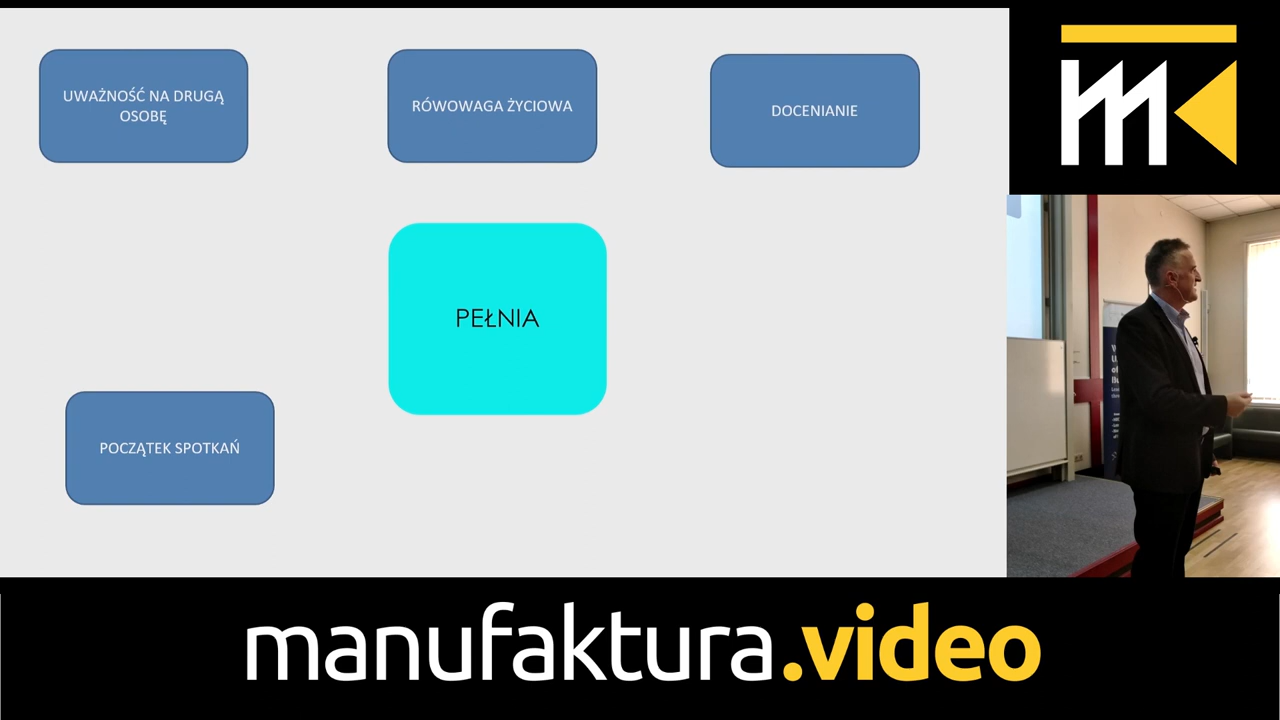 UWAŻNOŚĆ NA DRUGĄ
OSOBĘ
RÓWOWAGA ŻYCIOWA
DOCENIANIE
PEŁNIA
POCZĄTEK SPOTKAŃ
manufaktura.video